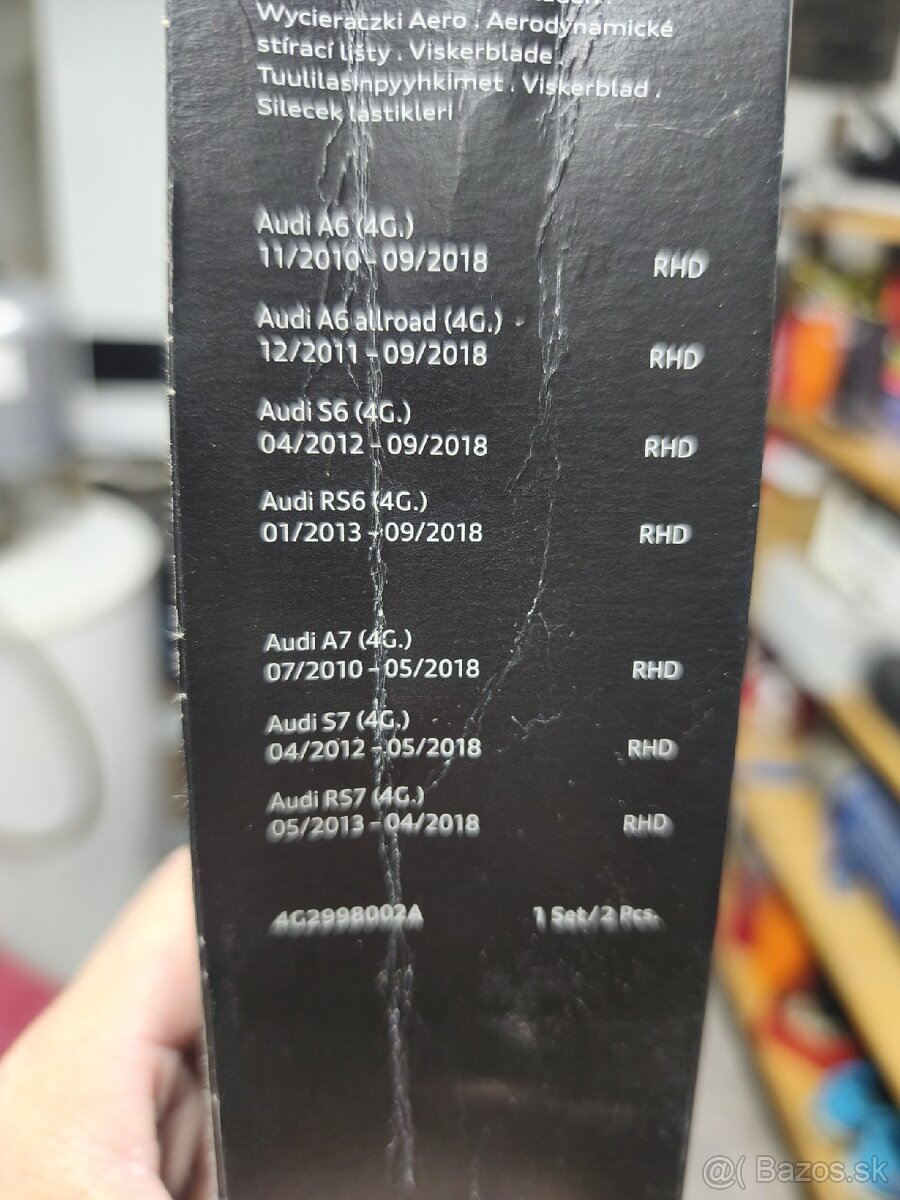 Wycieraczki Aero . Aerodynamické
stírací lišty . Viskerblade .
Tuulilasinpyyhkimet . Viskerblad .
Silecek lastikleri
Audi A6 (4G.)
11/2010 - 09/2018 RHD
Audi A6 allroad (4G.)
12/2011 - 09/2018 RHD
Audi S6 (4G.)
04/2012 - 09/2018 RHD
Audi RS6 (4G.)
01/2013 - 09/2018 RHD
Audi A7 (4G.)
07/2010 - 05/2018 RHD
Audi S7 (4G.)
04/2012 - 05/2018 RHD
Audi RS7 (4G.)
05/2013 - 04/2018 RHD
4G2998002A 1 Set/2 Pcs.
@( Bazos.sk